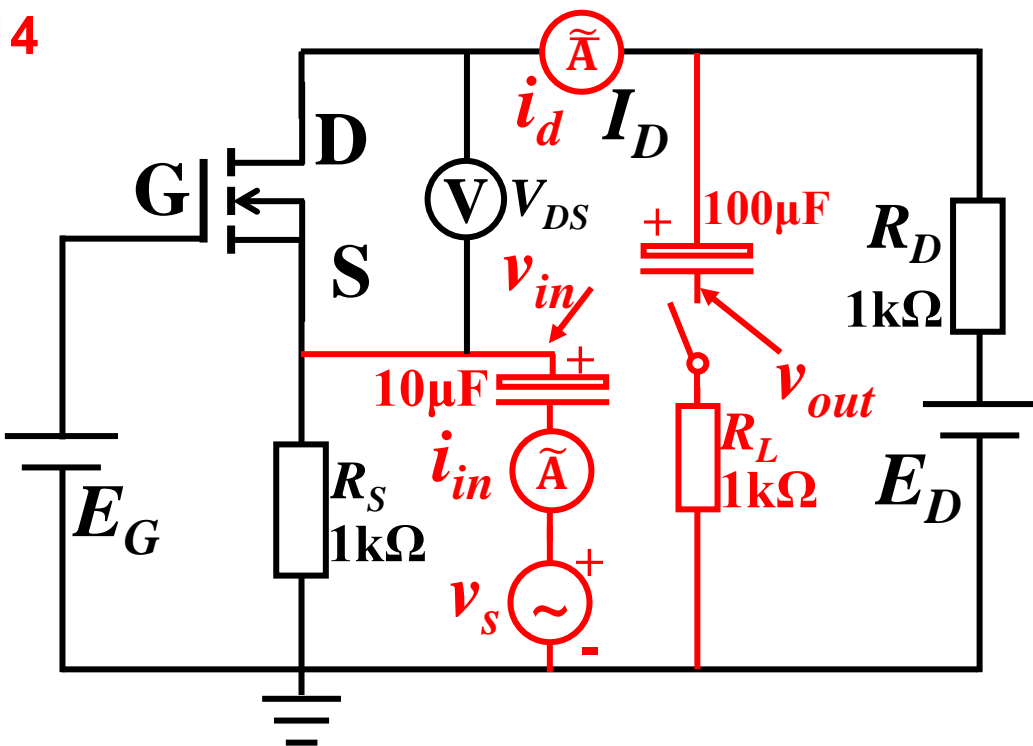 4
Ã
i_d
I_D
D
G
V
V_DS
+
100μF
R_D
1kΩ
S
v_in
+
10μF
v_out
i_in
Ã
R_L
1kΩ
E_D
E_G
R_S
1kΩ
v_s
+
~
-